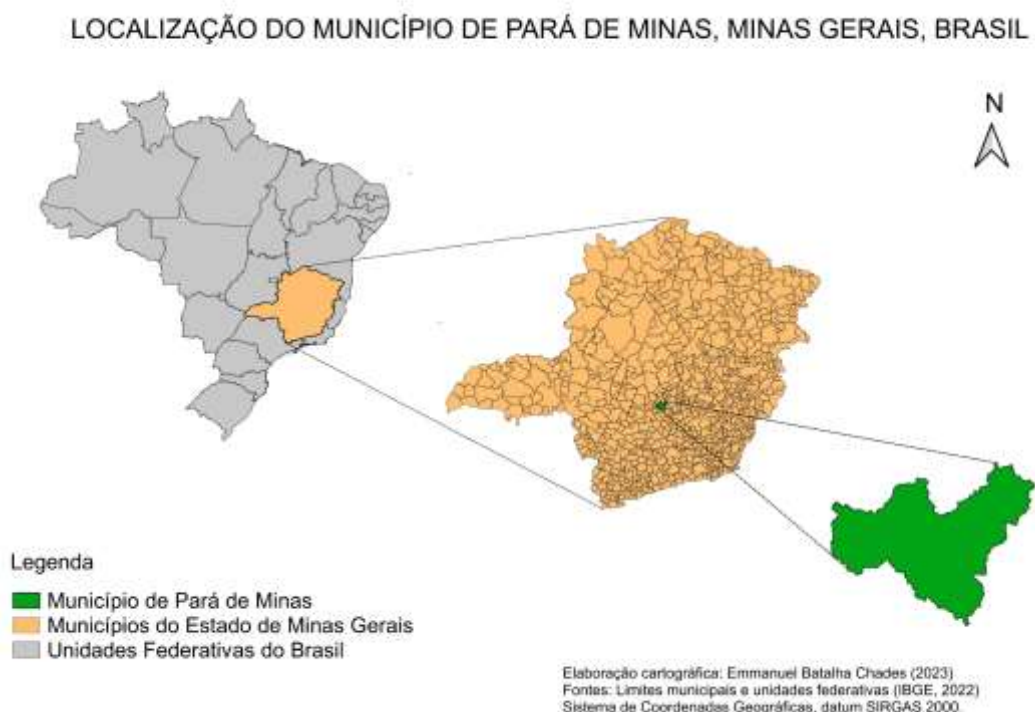 LOCALIZAÇÃO DO MUNICÍPIO DE PARÁ DE MINAS, MINAS GERAIS, BRASIL
N
Legenda
Município de Pará de Minas
Municípios do Estado de Minas Gerais
Unidades Federativas do Brasil
Elaboração cartográfica: Emmanuel Batalha Chades (2023)
Fontes: Limites municipais e unidades federativas (IBGE, 2022)
Sistema de Coordenadas Geográficas, datum SIRGAS 2000.